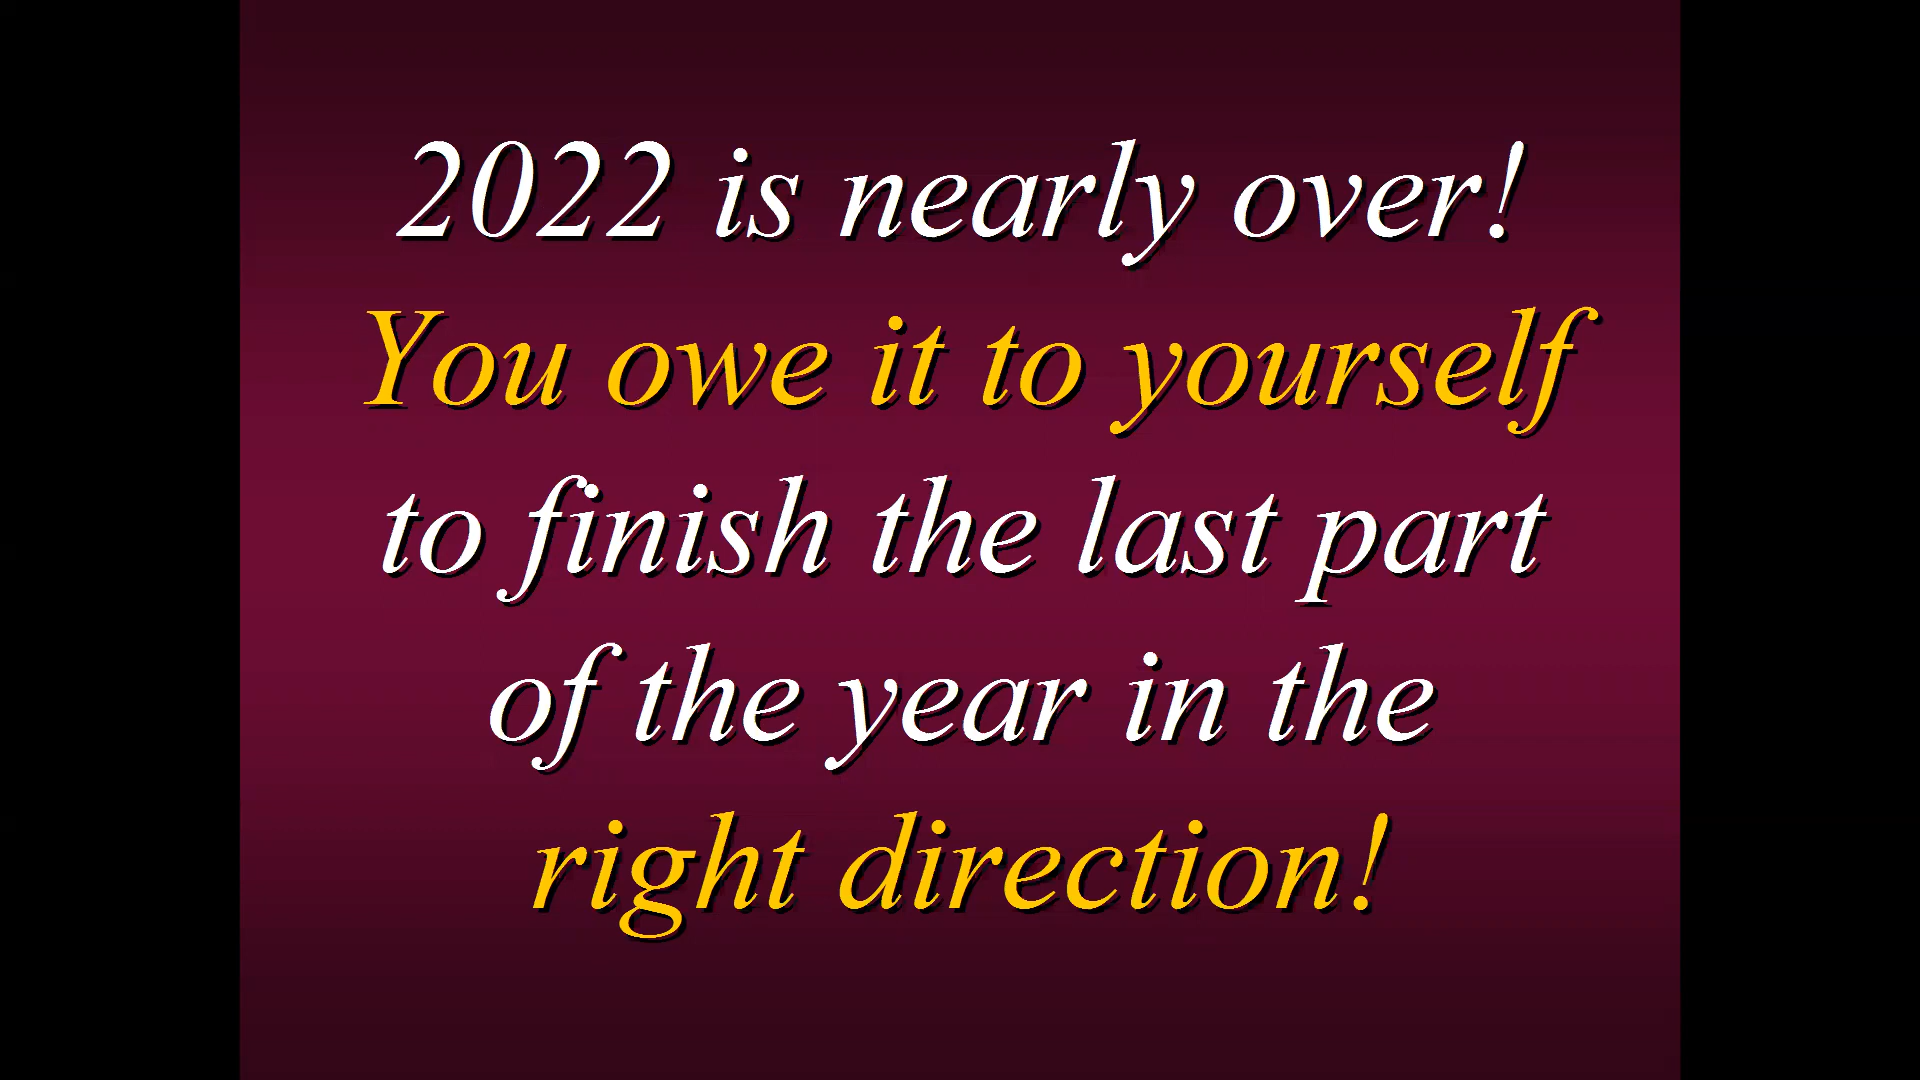 2022 is nearly over!
You owe it to yourself
to finish the last part
of the year in the
right direction!